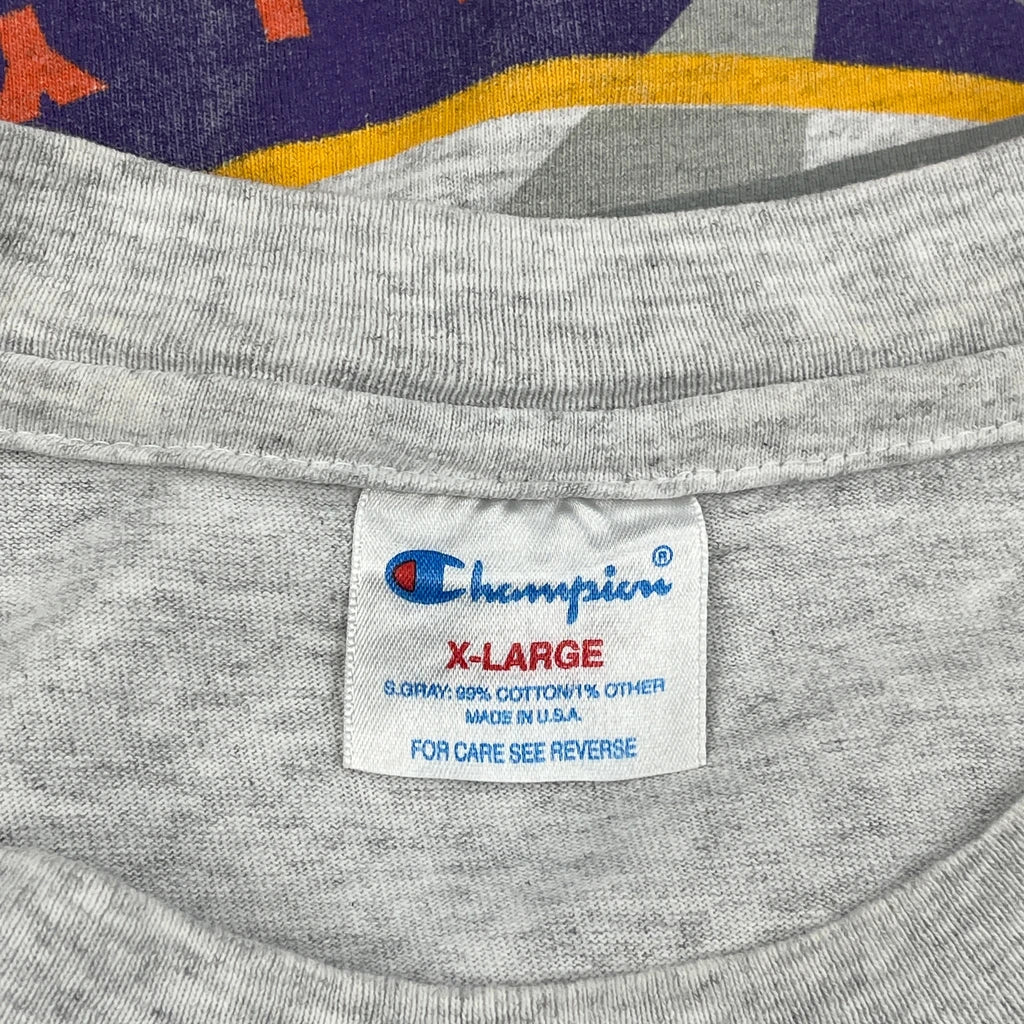 Champion®
X-LARGE
S.GRAY: 99% COTTON/1% OTHER
MADE IN U.S.A.
FOR CARE SEE REVERSE